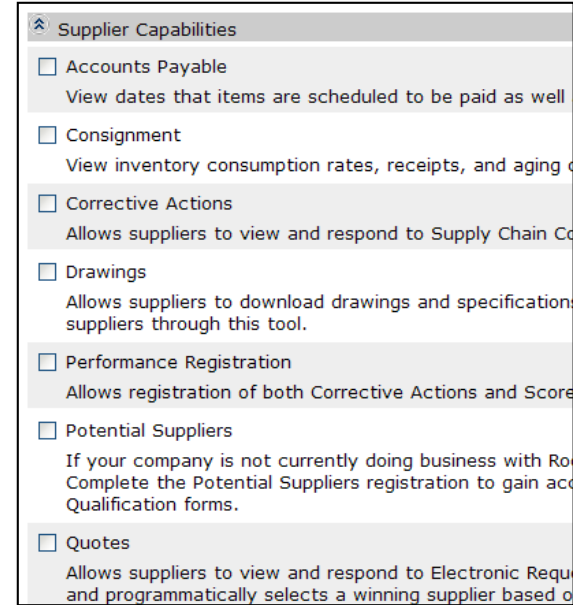 Supplier Capabilities
Accounts Payable
View dates that items are scheduled to be paid as well
Consignment
View inventory consumption rates, receipts, and aging
Corrective Actions
Allows suppliers to view and respond to Supply Chain
Drawings
Allows suppliers to download drawings and specifications
suppliers through this tool.
Performance Registration
Allows registration of both Corrective Actions and Score
Potential Suppliers
If your company is not currently doing business with
Complete the Potential Suppliers registration to gain
Qualification forms.
Quotes
Allows suppliers to view and respond to Electronic
and programmatically selects a winning supplier based